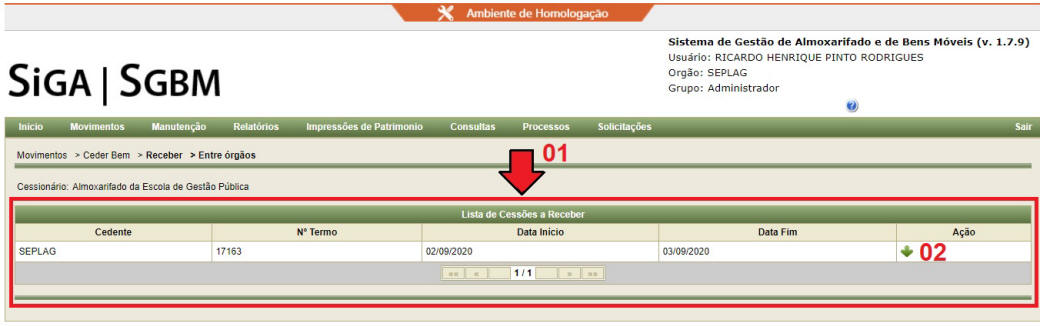 Ambiente de Homologação
Sistema de Gestão de Almoxarifado e de Bens Móveis (v. 1.7.9)
Usuário: RICARDO HENRIQUE PINTO RODRIGUES
Orgão: SEPLAG
Grupo: Administrador
SIGA | SGBM
Inicio Movimentos Manutenção Relatórios Impressões de Patrimonio Consultas Processos Solicitações Sair
Movimentos > Ceder Bem > Receber > Entre órgãos
01
Cessionário: Almoxarifado da Escola de Gestão Pública
Lista de Cessões a Receber
Cedente Nº Termo Data Início Data Fim Ação
SEPLAG 17163 02/09/2020 03/09/2020 02
«« « 1 / 1 » »»